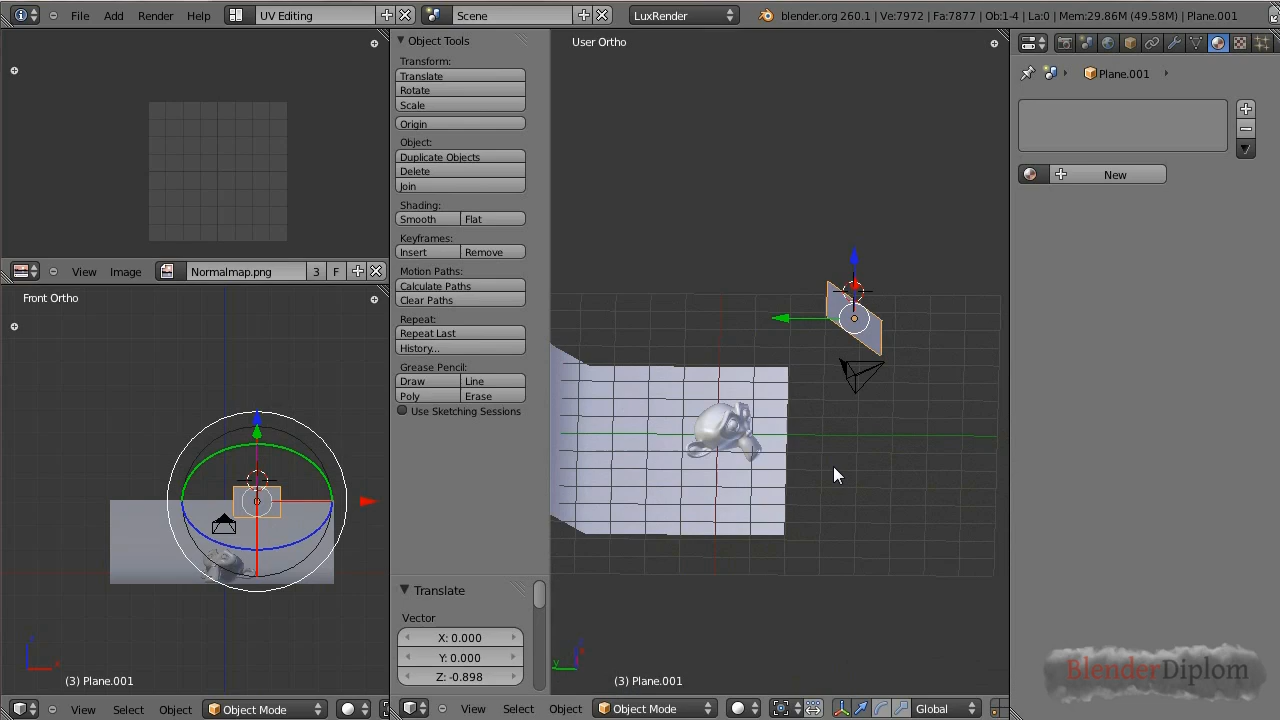 File Add Render Help UV Editing Scene LuxRender blender.org 260.1 | Ve:7972 | Fa:7877 | Ob:1-4 | La:0 | Mem:29.86M (49.58M) | Plane.001
Object Tools
Transform:
Translate
Rotate
Scale
Origin
Object:
Duplicate Objects
Delete
Join
Shading:
Smooth Flat
Keyframes:
Insert Remove
Motion Paths:
Calculate Paths
Clear Paths
Repeat:
Repeat Last
History...
Grease Pencil:
Draw Line
Poly Erase
Use Sketching Sessions
Translate
Vector
X: 0.000
Y: 0.000
Z: -0.898
View Image Normalmap.png 3 F
Front Ortho
(3) Plane.001
View Select Object Object Mode
User Ortho
(3) Plane.001
View Select Object Object Mode Global
Plane.001
New
BlenderDiplom